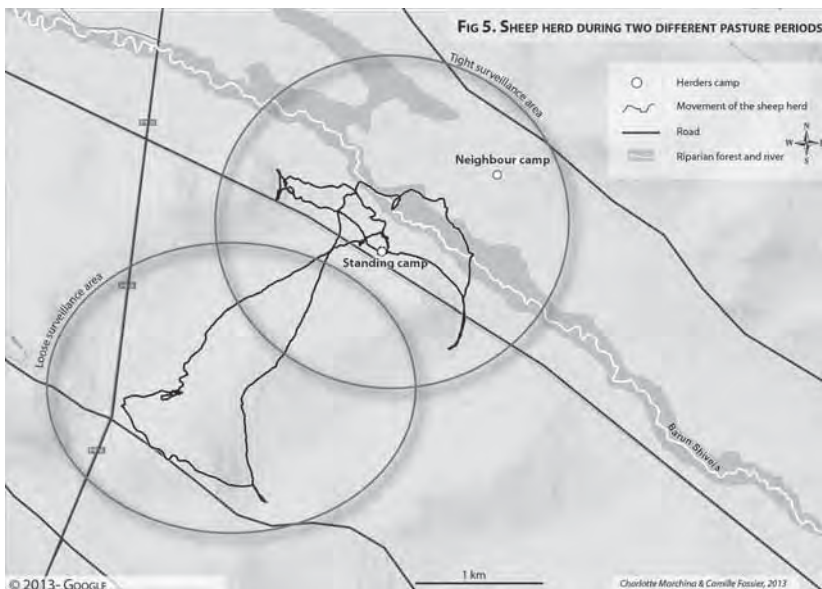 FIG 5. SHEEP HERD DURING TWO DIFFERENT PASTURE PERIODS
Tight surveillance area
Herders camp
Movement of the sheep herd
Road
Riparian forest and river
N
W E
S
Neighbour camp
Standing camp
Loose surveillance area
Barun Shiveja
1 km
© 2013- GOOGLE
Charlotte Marchina & Camille Fossier, 2013